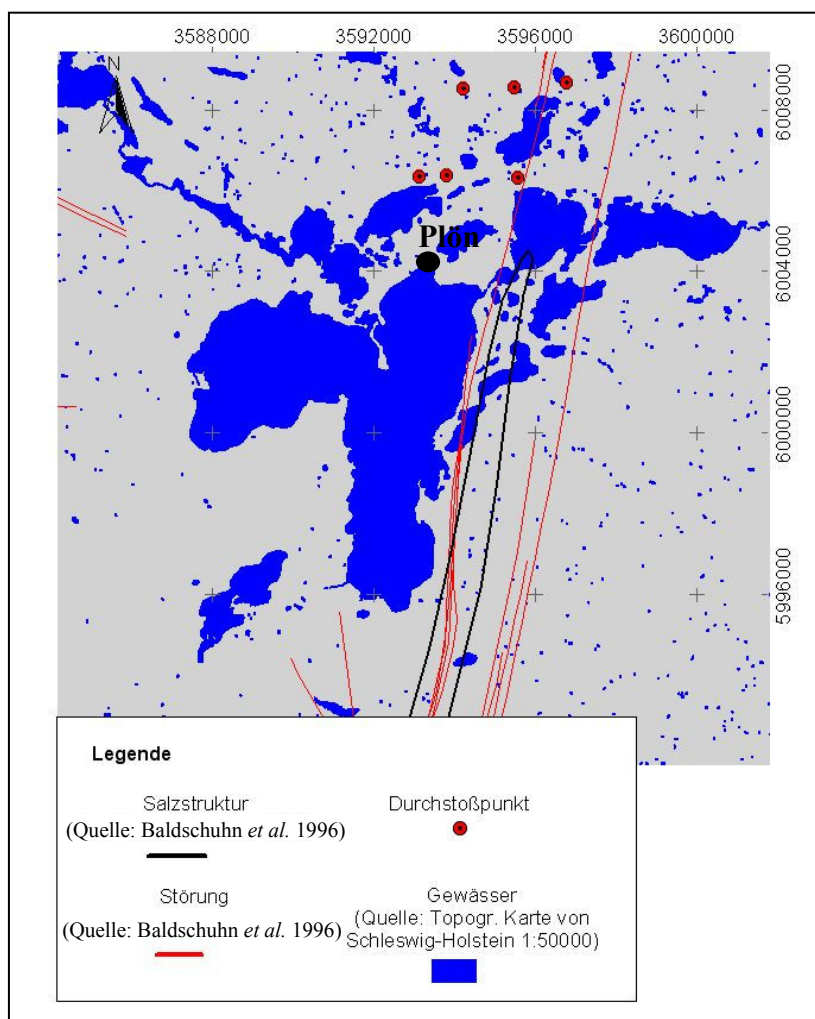 3588000 3592000 3596000 3600000
N
6008000
Plön
6004000
6000000
5996000
Legende
Salzstruktur
(Quelle: Baldschuhn et al. 1996)
Durchstoßpunkt
Störung
(Quelle: Baldschuhn et al. 1996)
Gewässer
(Quelle: Topogr. Karte von
Schleswig-Holstein 1:50000)